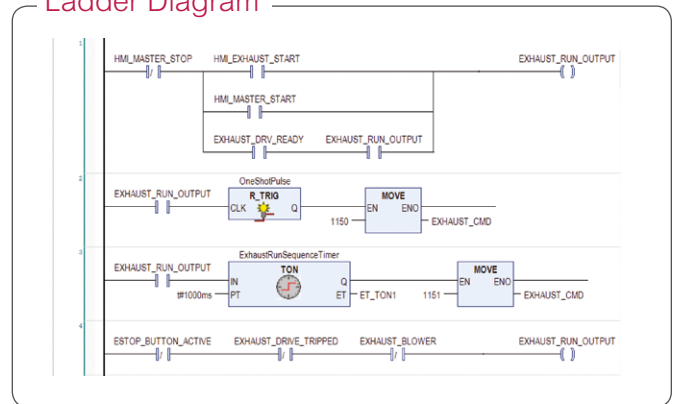 Ladder Diagram
1
HMI_MASTER_STOP HMI_EXHAUST_START EXHAUST_RUN_OUTPUT
HMI_MASTER_START
EXHAUST_DRV_READY EXHAUST_RUN_OUTPUT
2
OneShotPulse
EXHAUST_RUN_OUTPUT R_TRIG MOVE
CLK Q EN ENO
1150 EXHAUST_CMD
3
ExhaustRunSequenceTimer
EXHAUST_RUN_OUTPUT TON MOVE
IN Q EN ENO
t#1000ms PT ET ET_TON1 1151 EXHAUST_CMD
4
ESTOP_BUTTON_ACTIVE EXHAUST_DRIVE_TRIPPED EXHAUST_BLOWER EXHAUST_RUN_OUTPUT